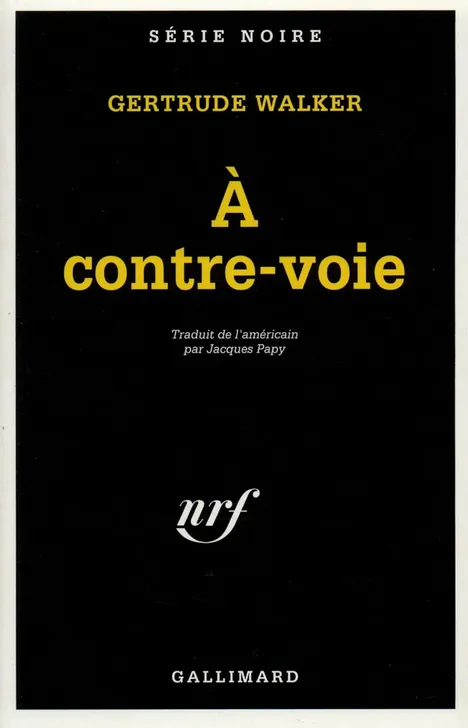 SÉRIE NOIRE
GERTRUDE WALKER
À
contre-voie
Traduit de l'américain
par Jacques Papy
nrf
GALLIMARD